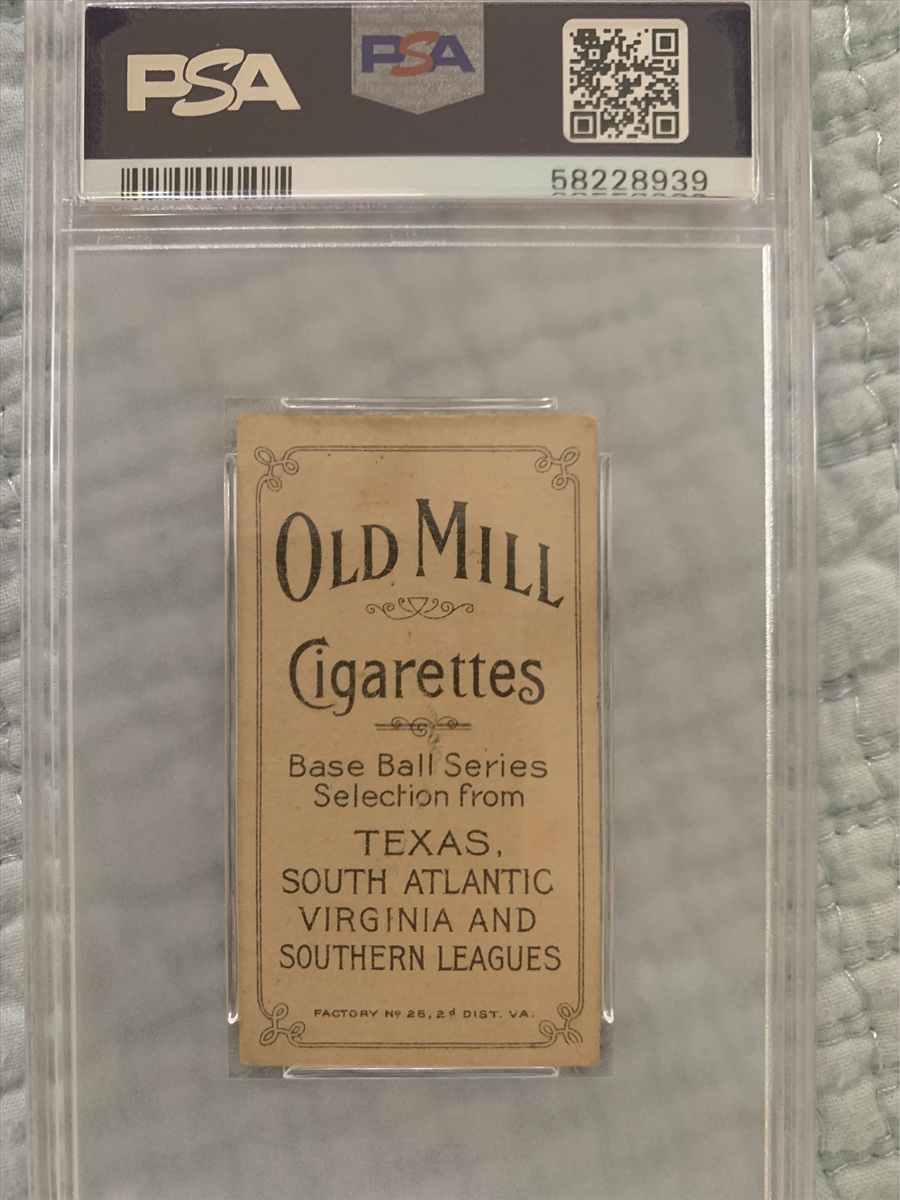 PSA PSA
58228939
OLD MILL
Cigarettes
Base Ball Series
Selection from
TEXAS,
SOUTH ATLANTIC
VIRGINIA AND
SOUTHERN LEAGUES
FACTORY Nº 25, 2d DIST. VA.